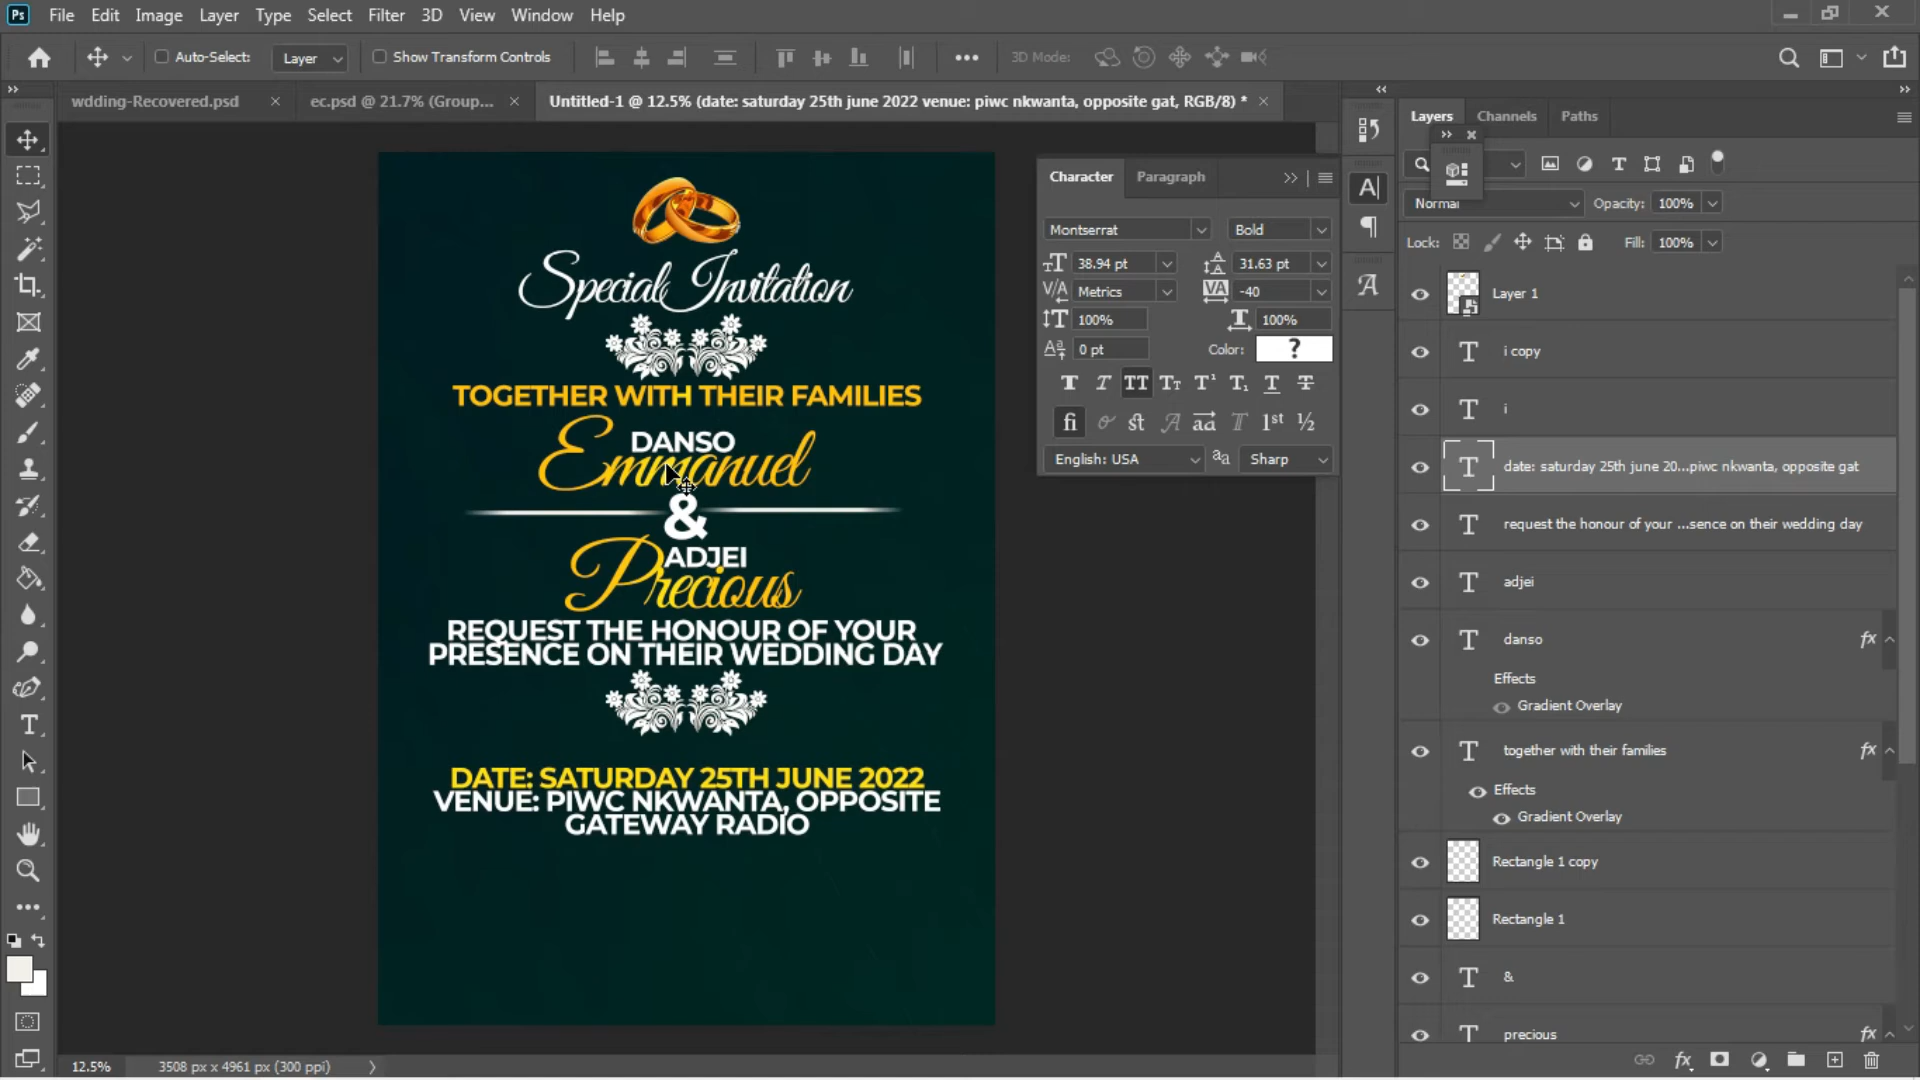 Ps File Edit Image Layer Type Select Filter 3D View Window Help
Auto-Select: Layer Show Transform Controls 3D Mode:
wdding-Recovered.psd ec.psd @ 21.7% (Group... Untitled-1 @ 12.5% (date: saturday 25th june 2022 venue: piwc nkwanta, opposite gat, RGB/8) *
Special Invitation
TOGETHER WITH THEIR FAMILIES
DANSO
Emmanuel
&
ADJEI
Precious
REQUEST THE HONOUR OF YOUR
PRESENCE ON THEIR WEDDING DAY
DATE: SATURDAY 25TH JUNE 2022
VENUE: PIWC NKWANTA, OPPOSITE
GATEWAY RADIO
Character Paragraph
Montserrat Bold
38.94 pt 31.63 pt
Metrics -40
100% 100%
0 pt Color: ?
English: USA Sharp
Layers Channels Paths
Normal Opacity: 100%
Lock: Fill: 100%
Layer 1
i copy
i
date: saturday 25th june 20...piwc nkwanta, opposite gat
request the honour of your ...sence on their wedding day
adjei
danso fx
Effects
Gradient Overlay
together with their families fx
Effects
Gradient Overlay
Rectangle 1 copy
Rectangle 1
&
precious fx
12.5% 3508 px x 4961 px (300 ppi)